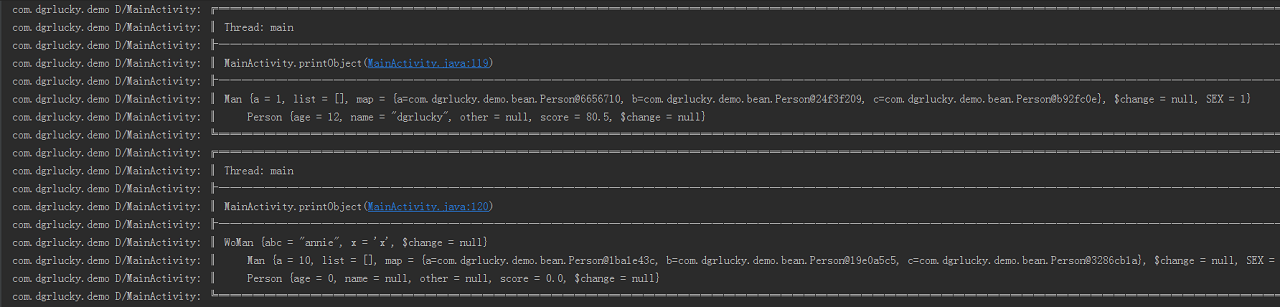 com.dgrlucky.demo D/MainActivity: ╔════════════════════════════════════════
com.dgrlucky.demo D/MainActivity: ║ Thread: main
com.dgrlucky.demo D/MainActivity: ╟────────────────────────────────────────
com.dgrlucky.demo D/MainActivity: ║ MainActivity.printObject(MainActivity.java:119)
com.dgrlucky.demo D/MainActivity: ╟────────────────────────────────────────
com.dgrlucky.demo D/MainActivity: ║ Man {a = 1, list = [], map = {a=com.dgrlucky.demo.bean.Person@6656710, b=com.dgrlucky.demo.bean.Person@24f3f209, c=com.dgrlucky.demo.bean.Person@b92fc0e}, $change = null, SEX = 1}
com.dgrlucky.demo D/MainActivity: ║ Person {age = 12, name = "dgrlucky", other = null, score = 80.5, $change = null}
com.dgrlucky.demo D/MainActivity: ╚════════════════════════════════════════
com.dgrlucky.demo D/MainActivity: ╔════════════════════════════════════════
com.dgrlucky.demo D/MainActivity: ║ Thread: main
com.dgrlucky.demo D/MainActivity: ╟────────────────────────────────────────
com.dgrlucky.demo D/MainActivity: ║ MainActivity.printObject(MainActivity.java:120)
com.dgrlucky.demo D/MainActivity: ╟────────────────────────────────────────
com.dgrlucky.demo D/MainActivity: ║ WoMan {abc = "annie", x = 'x', $change = null}
com.dgrlucky.demo D/MainActivity: ║ Man {a = 10, list = [], map = {a=com.dgrlucky.demo.bean.Person@1ba1e43c, b=com.dgrlucky.demo.bean.Person@19e0a5c5, c=com.dgrlucky.demo.bean.Person@3286cb1a}, $change = null, SEX =
com.dgrlucky.demo D/MainActivity: ║ Person {age = 0, name = null, other = null, score = 0.0, $change = null}
com.dgrlucky.demo D/MainActivity: ╚════════════════════════════════════════